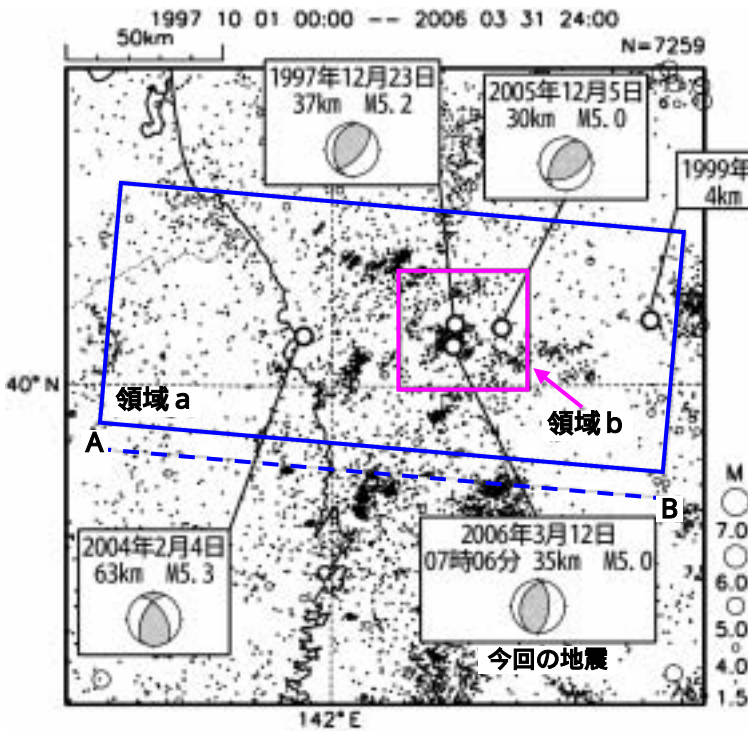 1997 10 01 00:00 -- 2006 03 31 24:00
50km
N=7259
1997年12月23日
37km M5.2
2005年12月5日
30km M5.0
1999年
4km
40°N
領域a
領域b
A
B
2004年2月4日
63km M5.3
2006年3月12日
07時06分 35km M5.0
今回の地震
M
7.0
6.0
5.0
4.0
1.5
142°E